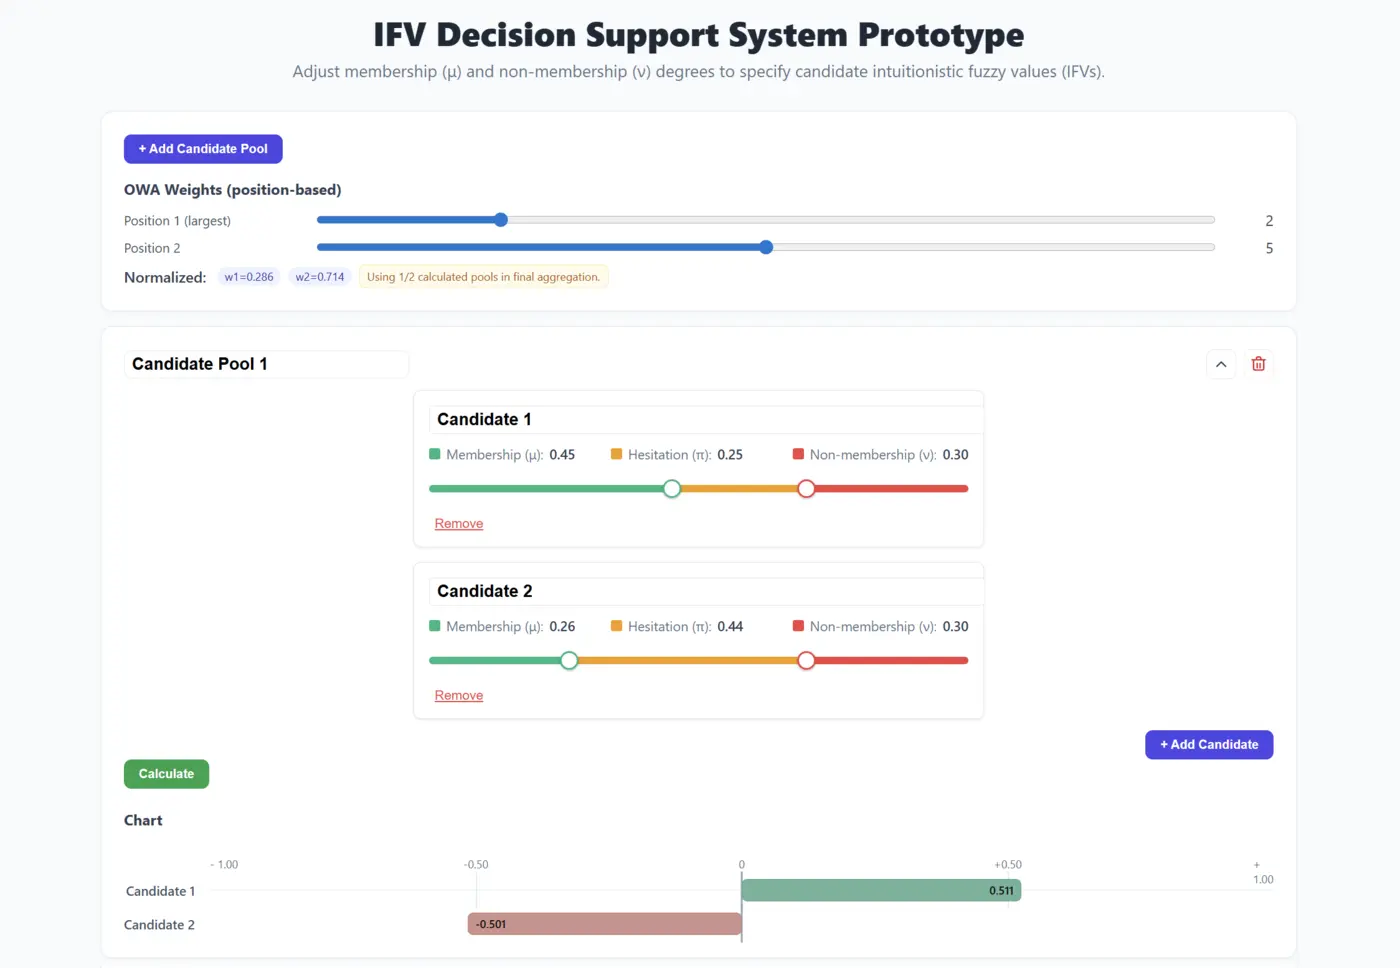 IFV Decision Support System Prototype
Adjust membership (μ) and non-membership (ν) degrees to specify candidate intuitionistic fuzzy values (IFVs).
+ Add Candidate Pool
OWA Weights (position-based)
Position 1 (largest) 2
Position 2 5
Normalized: w1=0.286 w2=0.714 Using 1/2 calculated pools in final aggregation.
Candidate Pool 1
Candidate 1
Membership (μ): 0.45 Hesitation (π): 0.25 Non-membership (ν): 0.30
Remove
Candidate 2
Membership (μ): 0.26 Hesitation (π): 0.44 Non-membership (ν): 0.30
Remove
+ Add Candidate
Calculate
Chart
- 1.00 -0.50 0 +0.50 +
1.00
Candidate 1 0.511
Candidate 2 -0.501